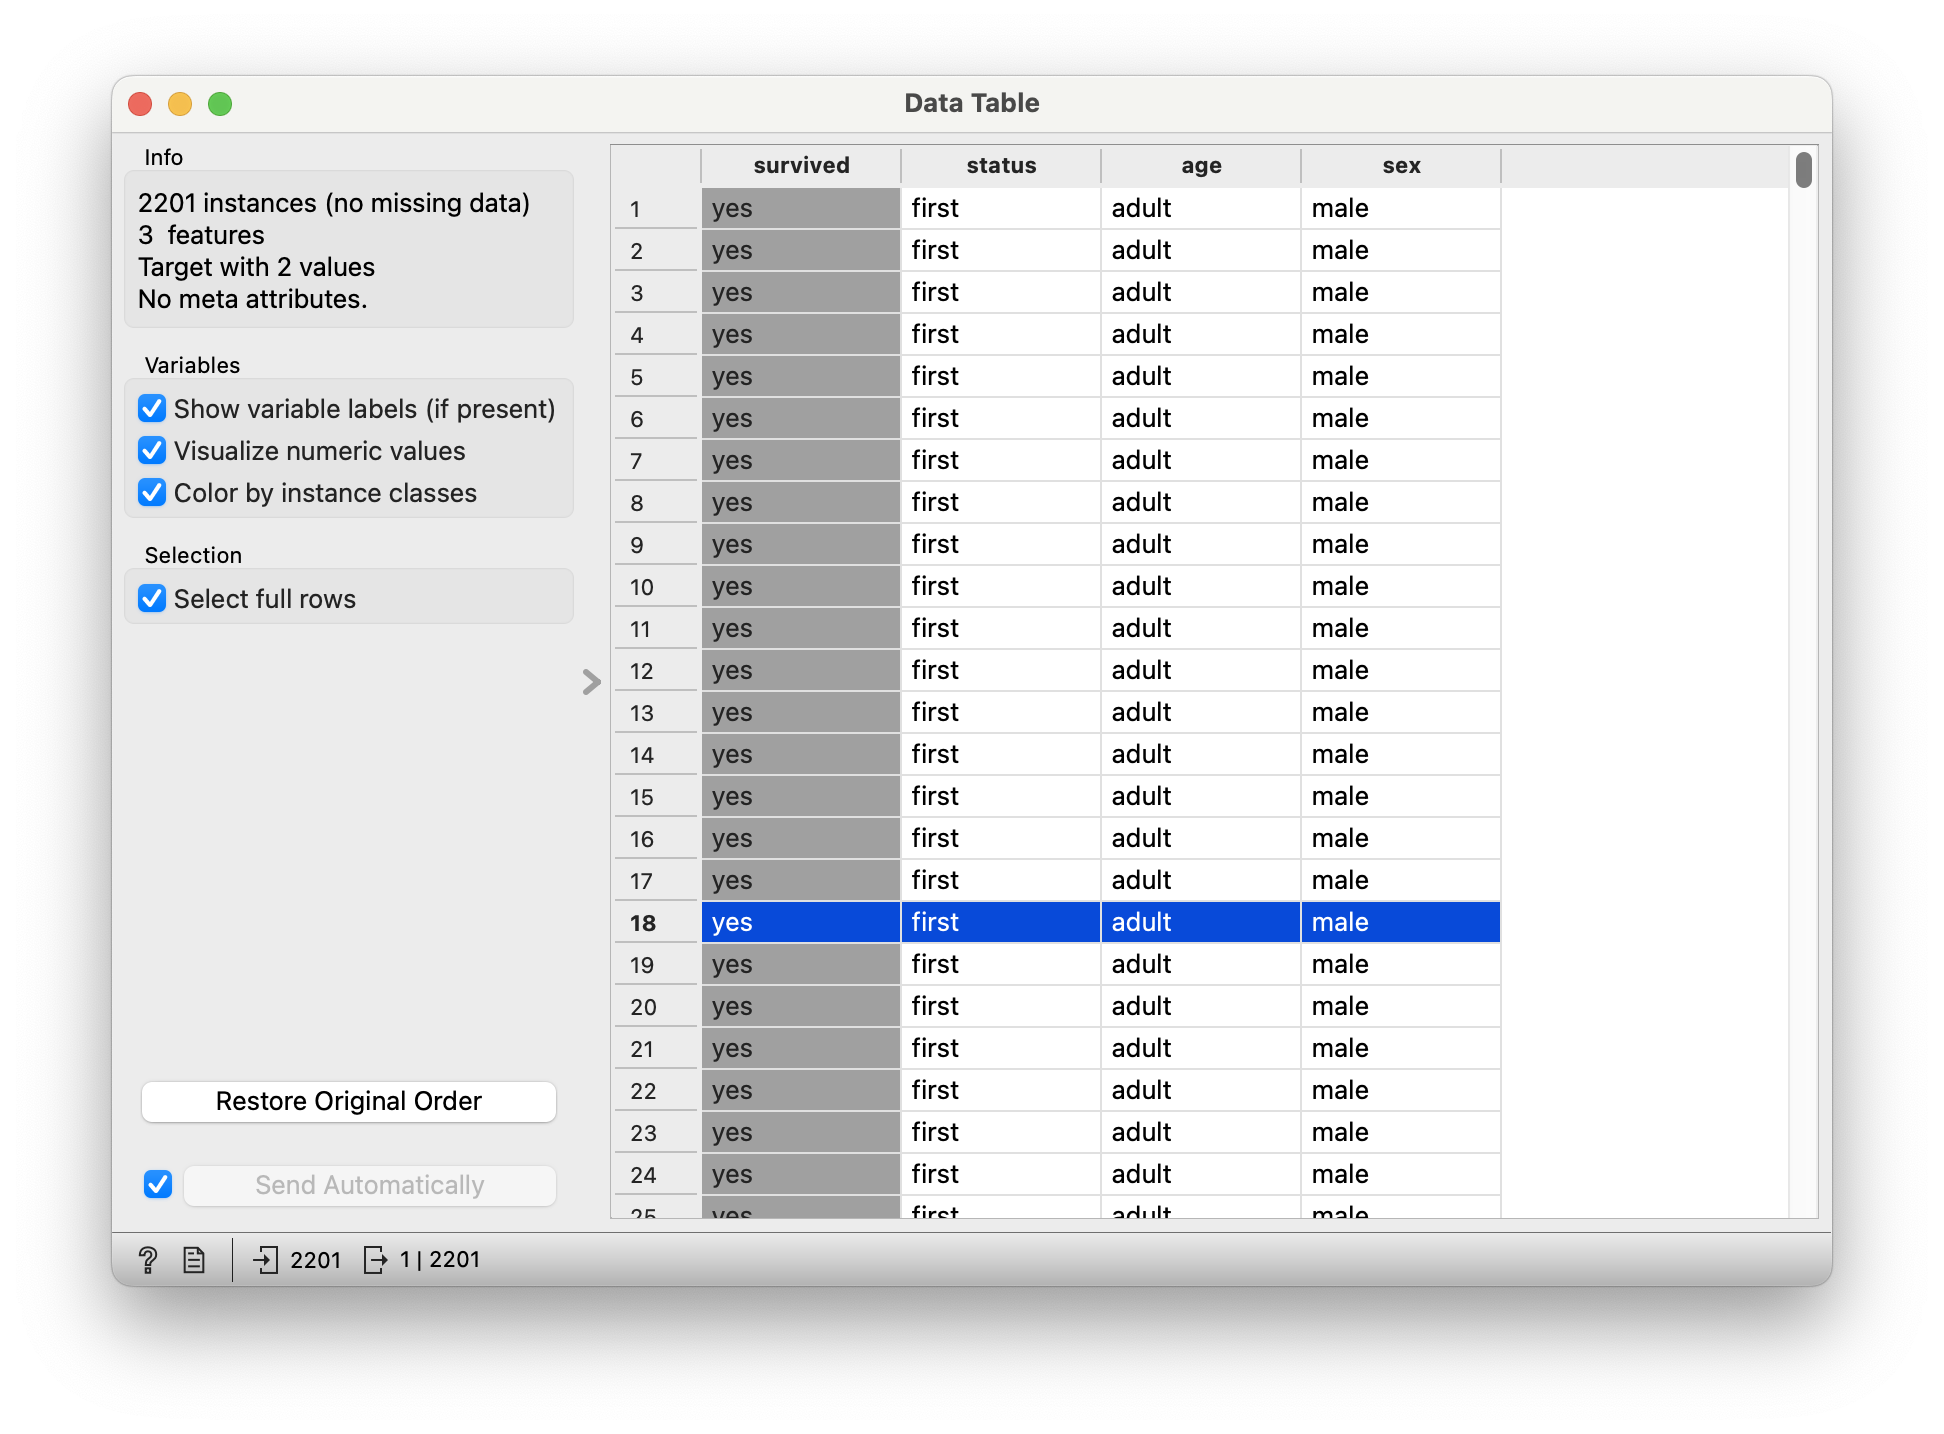 Data Table
Info
2201 instances (no missing data)
3 features
Target with 2 values
No meta attributes.
Variables
Show variable labels (if present)
Visualize numeric values
Color by instance classes
Selection
Select full rows
Restore Original Order
Send Automatically
survived status age sex
1 yes first adult male
2 yes first adult male
3 yes first adult male
4 yes first adult male
5 yes first adult male
6 yes first adult male
7 yes first adult male
8 yes first adult male
9 yes first adult male
10 yes first adult male
11 yes first adult male
12 yes first adult male
13 yes first adult male
14 yes first adult male
15 yes first adult male
16 yes first adult male
17 yes first adult male
18 yes first adult male
19 yes first adult male
20 yes first adult male
21 yes first adult male
22 yes first adult male
23 yes first adult male
24 yes first adult male
25 yes first adult male
? 2201 1 | 2201